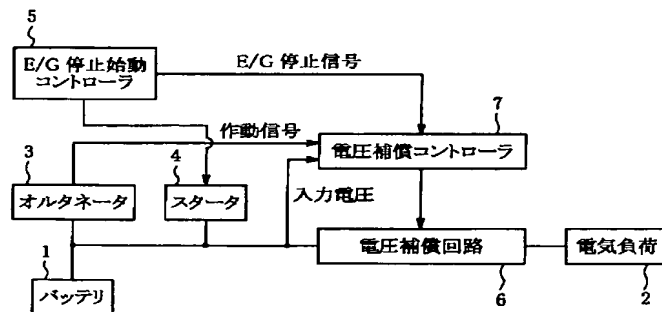 5
E/G 停止始動
コントローラ
E/G 停止信号
7
作動信号
電圧補償コントローラ
3
4
オルタネータ
スタータ
入力電圧
電圧補償回路
電気負荷
1
6
2
バッテリ